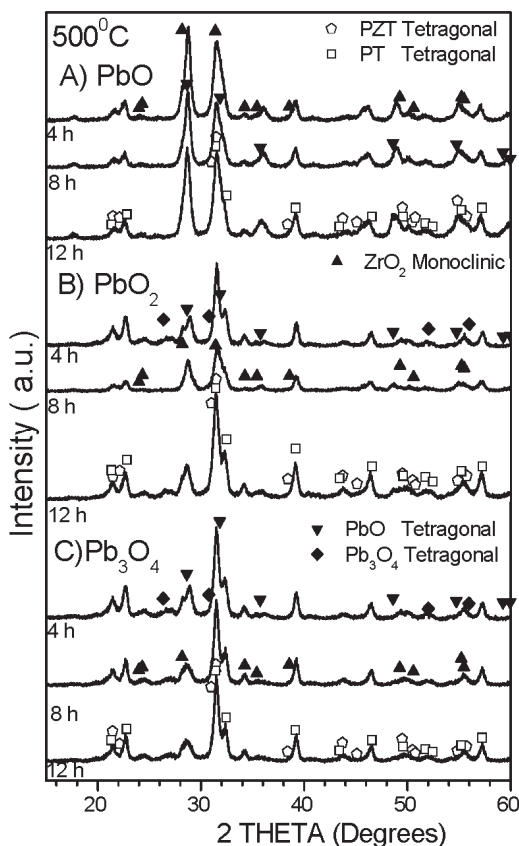 500⁰C
PZT Tetragonal
PT Tetragonal
A) PbO
4 h
8 h
12 h
ZrO₂ Monoclinic
B) PbO₂
4 h
8 h
12 h
PbO Tetragonal
Pb₃O₄ Tetragonal
C)Pb₃O₄
4 h
8 h
12 h
Intensity ( a.u.)
20 30 40 50 60
2 THETA (Degrees)